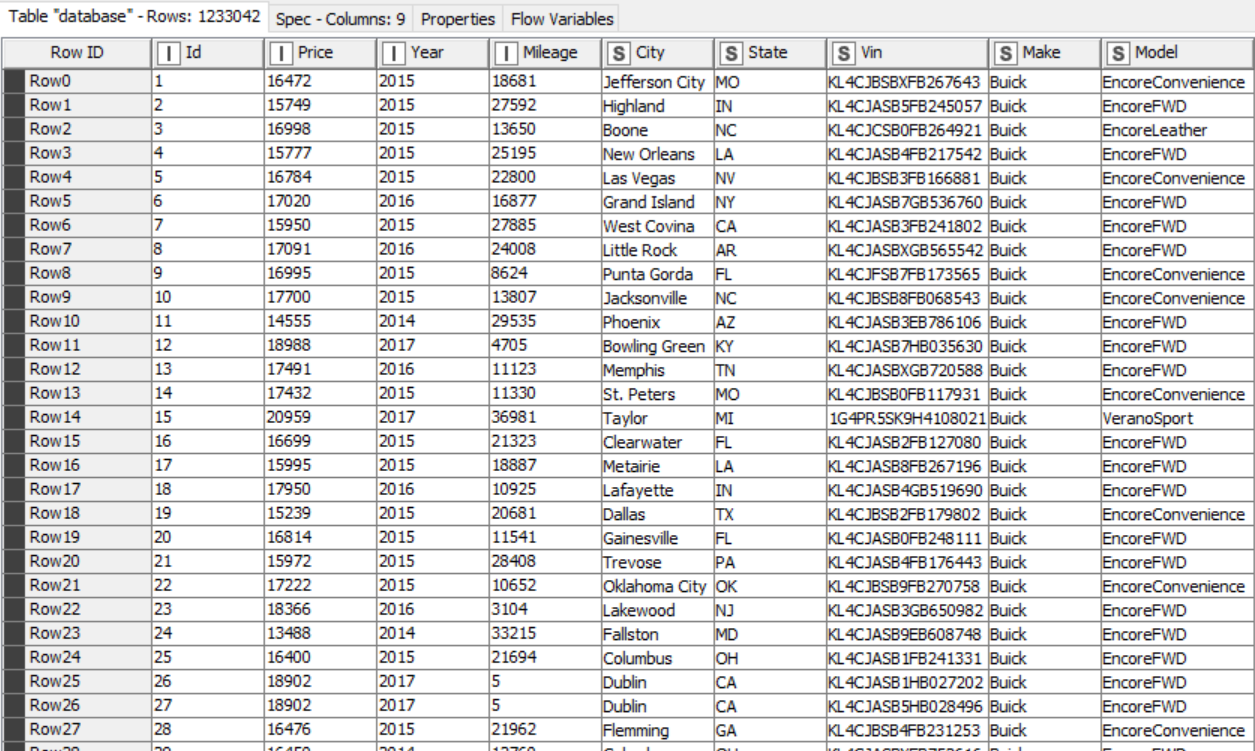 Table "database" - Rows: 1233042 Spec - Columns: 9 Properties Flow Variables
Row ID I Id I Price I Year I Mileage S City S State S Vin S Make S Model
Row0 1 16472 2015 18681 Jefferson City MO KL4CJBSBXFB267643 Buick EncoreConvenience
Row1 2 15749 2015 27592 Highland IN KL4CJASB5FB245057 Buick EncoreFWD
Row2 3 16998 2015 13650 Boone NC KL4CJCSB0FB264921 Buick EncoreLeather
Row3 4 15777 2015 25195 New Orleans LA KL4CJASB4FB217542 Buick EncoreFWD
Row4 5 16784 2015 22800 Las Vegas NV KL4CJBSB3FB166881 Buick EncoreConvenience
Row5 6 17020 2016 16877 Grand Island NY KL4CJASB7GB536760 Buick EncoreFWD
Row6 7 15950 2015 27885 West Covina CA KL4CJASB3FB241802 Buick EncoreFWD
Row7 8 17091 2016 24008 Little Rock AR KL4CJASBXGB565542 Buick EncoreFWD
Row8 9 16995 2015 8624 Punta Gorda FL KL4CJFSB7FB173565 Buick EncoreConvenience
Row9 10 17700 2015 13807 Jacksonville NC KL4CJBSB8FB068543 Buick EncoreConvenience
Row10 11 14555 2014 29535 Phoenix AZ KL4CJASB3EB786106 Buick EncoreFWD
Row11 12 18988 2017 4705 Bowling Green KY KL4CJASB7HB035630 Buick EncoreFWD
Row12 13 17491 2016 11123 Memphis TN KL4CJASBXGB720588 Buick EncoreFWD
Row13 14 17432 2015 11330 St. Peters MO KL4CJBSB0FB117931 Buick EncoreConvenience
Row14 15 20959 2017 36981 Taylor MI 1G4PR5SK9H4108021 Buick VeranoSport
Row15 16 16699 2015 21323 Clearwater FL KL4CJASB2FB127080 Buick EncoreFWD
Row16 17 15995 2015 18887 Metairie LA KL4CJASB8FB267196 Buick EncoreFWD
Row17 18 17950 2016 10925 Lafayette IN KL4CJASB4GB519690 Buick EncoreFWD
Row18 19 15239 2015 20681 Dallas TX KL4CJBSB2FB179802 Buick EncoreConvenience
Row19 20 16814 2015 11541 Gainesville FL KL4CJASB0FB248111 Buick EncoreFWD
Row20 21 15972 2015 28408 Trevose PA KL4CJASB4FB176443 Buick EncoreFWD
Row21 22 17222 2015 10652 Oklahoma City OK KL4CJBSB9FB270758 Buick EncoreConvenience
Row22 23 18366 2016 3104 Lakewood NJ KL4CJASB3GB650982 Buick EncoreFWD
Row23 24 13488 2014 33215 Fallston MD KL4CJASB9EB608748 Buick EncoreFWD
Row24 25 16400 2015 21694 Columbus OH KL4CJASB1FB241331 Buick EncoreFWD
Row25 26 18902 2017 5 Dublin CA KL4CJASB1HB027202 Buick EncoreFWD
Row26 27 18902 2017 5 Dublin CA KL4CJASB5HB028496 Buick EncoreFWD
Row27 28 16476 2015 21962 Flemming GA KL4CJBSB4FB231253 Buick EncoreConvenience